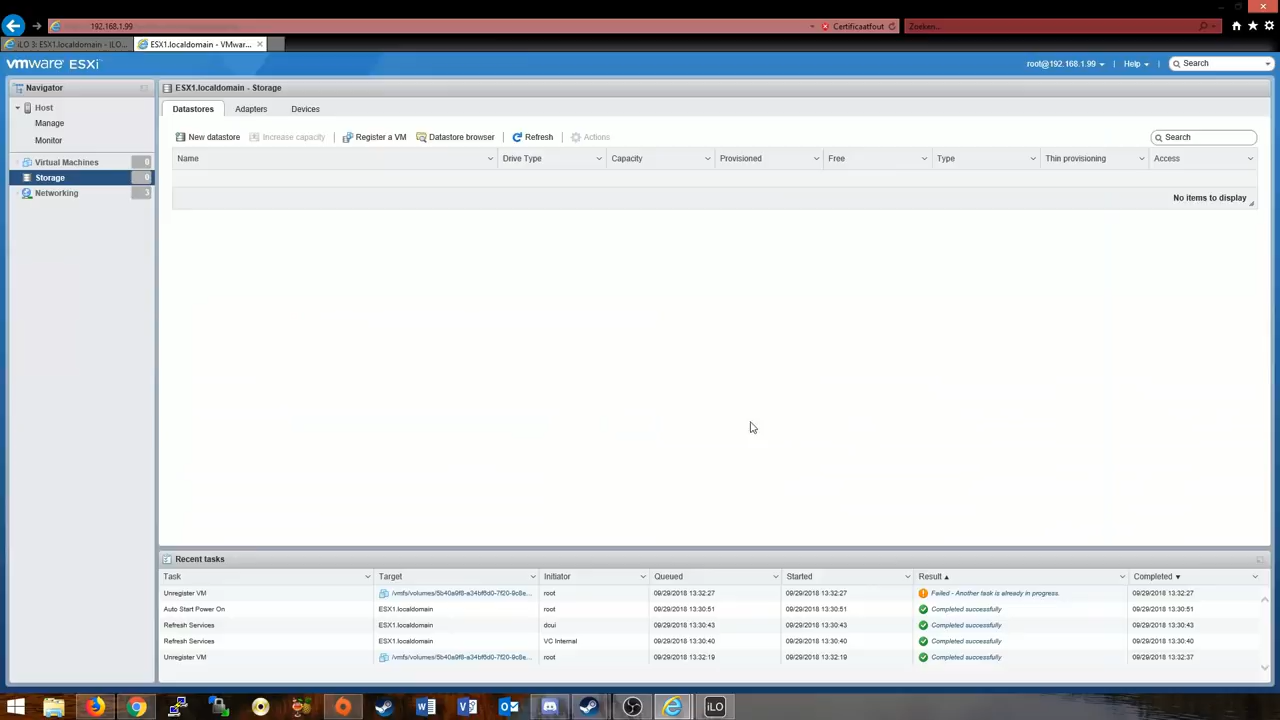 192.168.1.99
Certificaatfout
Zoeken...
iLO 3: ESX1.localdomain - iLO...
ESX1.localdomain - VMwar...
vmware ESXi
root@192.168.1.99
Help
Search
Navigator
Host
Manage
Monitor
Virtual Machines 0
Storage 0
Networking 3
ESX1.localdomain - Storage
Datastores Adapters Devices
New datastore Increase capacity Register a VM Datastore browser Refresh Actions
Search
Name Drive Type Capacity Provisioned Free Type Thin provisioning Access
No items to display
Recent tasks
Task Target Initiator Queued Started Result Completed
Unregister VM /vmfs/volumes/5b40a9f8-a34bf6d0-7f20-9c8e... root 09/29/2018 13:32:27 09/29/2018 13:32:27 Failed - Another task is already in progress. 09/29/2018 13:32:27
Auto Start Power On ESX1.localdomain root 09/29/2018 13:30:51 09/29/2018 13:30:51 Completed successfully 09/29/2018 13:30:51
Refresh Services ESX1.localdomain doui 09/29/2018 13:30:43 09/29/2018 13:30:43 Completed successfully 09/29/2018 13:30:43
Refresh Services ESX1.localdomain VC Internal 09/29/2018 13:30:40 09/29/2018 13:30:40 Completed successfully 09/29/2018 13:30:40
Unregister VM /vmfs/volumes/5b40a9f8-a34bf6d0-7f20-9c8e... root 09/29/2018 13:32:19 09/29/2018 13:32:19 Completed successfully 09/29/2018 13:32:37
iLO